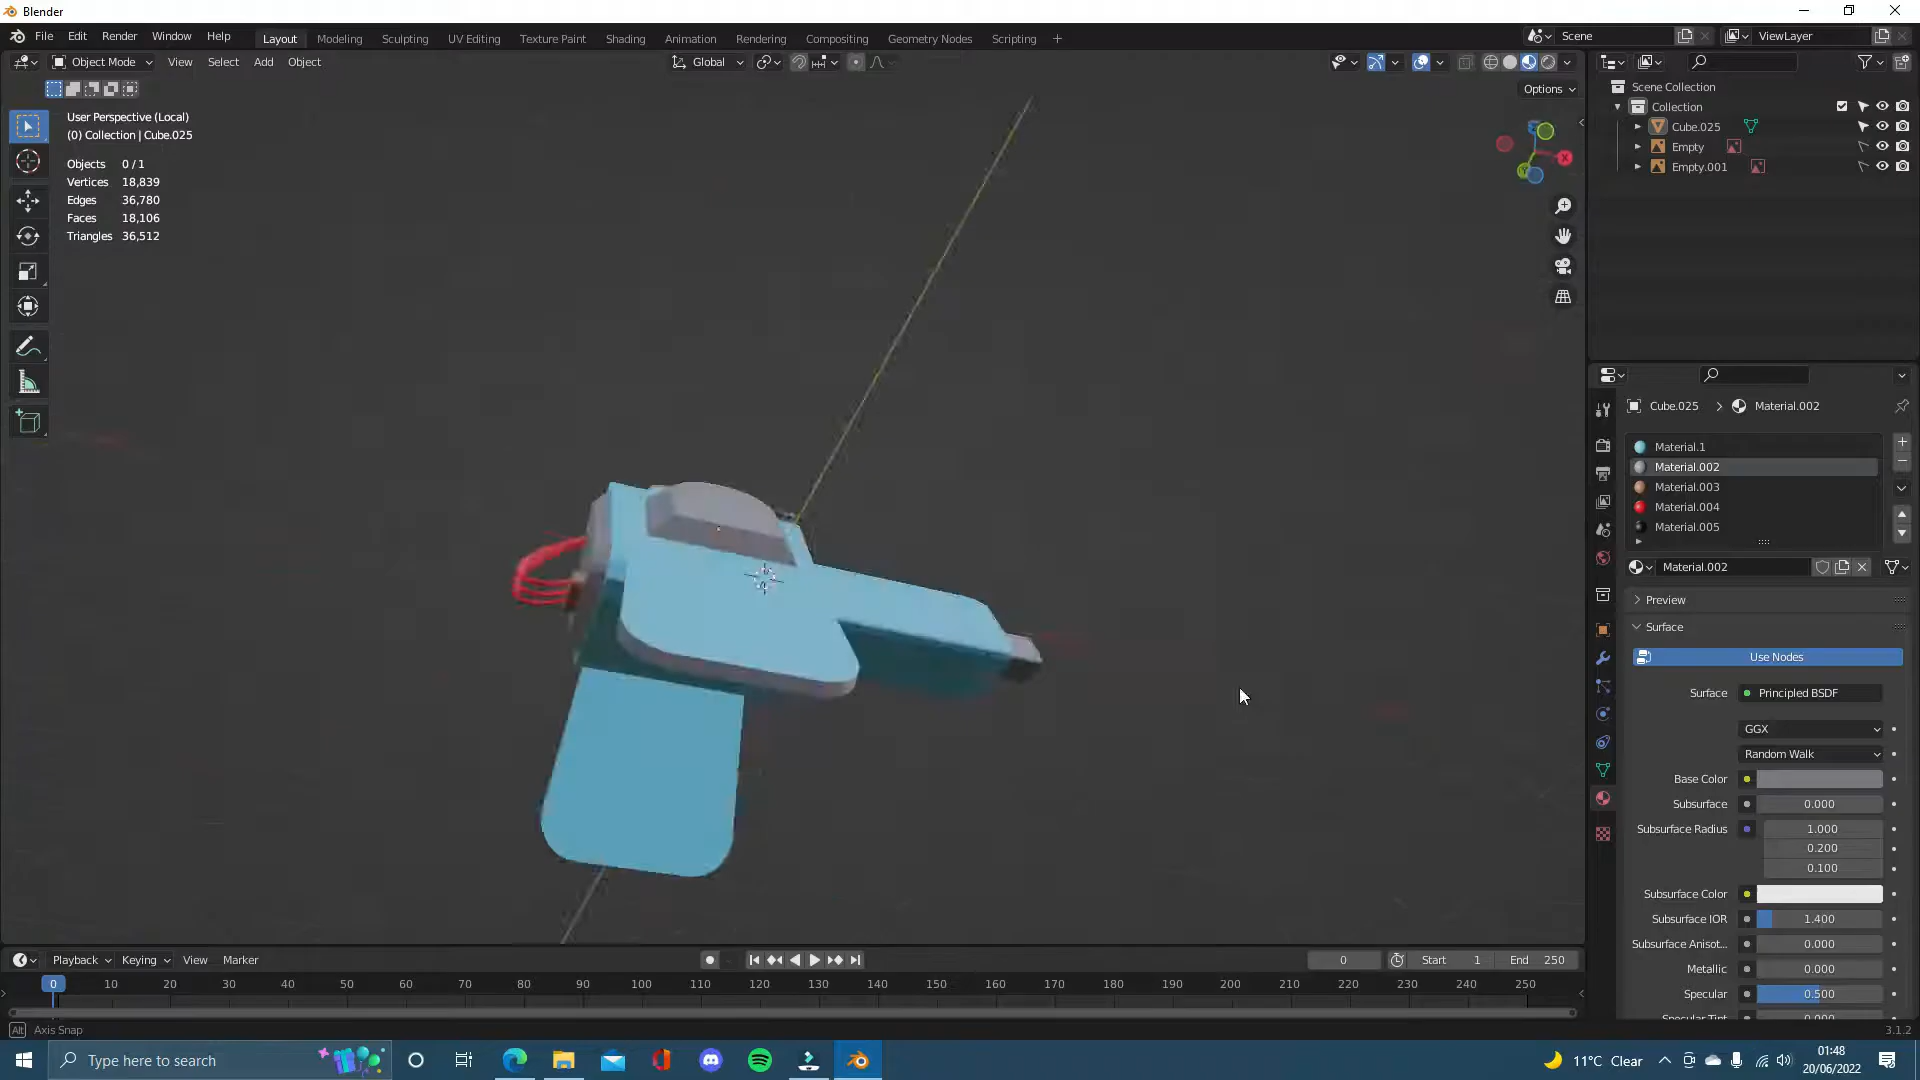 Blender
File Edit Render Window Help Layout Modeling Sculpting UV Editing Texture Paint Shading Animation Rendering Compositing Geometry Nodes Scripting + Scene ViewLayer
Object Mode View Select Add Object Global
Options
User Perspective (Local)
(0) Collection | Cube.025
Objects 0 / 1
Vertices 18,839
Edges 36,780
Faces 18,106
Triangles 36,512
Scene Collection
Collection
Cube.025
Empty
Empty.001
Cube.025 > Material.002
Material.1
Material.002
Material.003
Material.004
Material.005
Material.002
Preview
Surface
Use Nodes
Surface Principled BSDF
GGX
Random Walk
Base Color
Subsurface 0.000
Subsurface Radius 1.000
0.200
0.100
Subsurface Color
Subsurface IOR 1.400
Subsurface Anisot... 0.000
Metallic 0.000
Specular 0.500
Playback Keying View Marker 0 Start 1 End 250
0 10 20 30 40 50 60 70 80 90 100 110 120 130 140 150 160 170 180 190 200 210 220 230 240 250
Alt Axis Snap 3.1.2
Type here to search 11°C Clear 01:48
20/06/2022